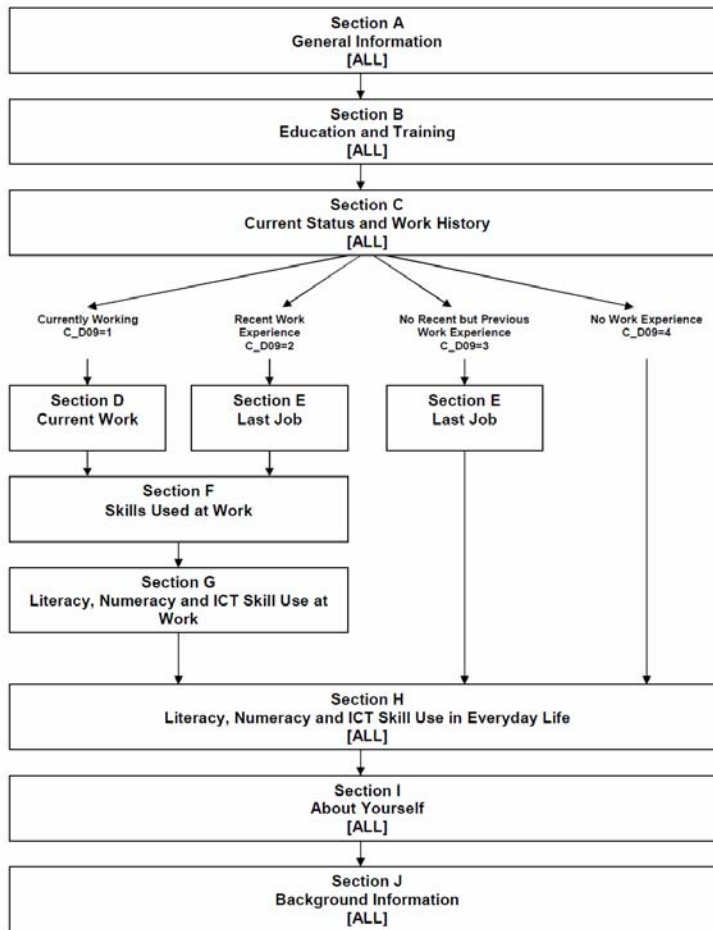 Section A
General Information
[ALL]
Section B
Education and Training
[ALL]
Section C
Current Status and Work History
[ALL]
Currently Working
C_D09=1
Recent Work
Experience
C_D09=2
No Recent but Previous
Work Experience
C_D09=3
No Work Experience
C_D09=4
Section D
Current Work
Section E
Last Job
Section E
Last Job
Section F
Skills Used at Work
Section G
Literacy, Numeracy and ICT Skill Use at
Work
Section H
Literacy, Numeracy and ICT Skill Use in Everyday Life
[ALL]
Section I
About Yourself
[ALL]
Section J
Background Information
[ALL]